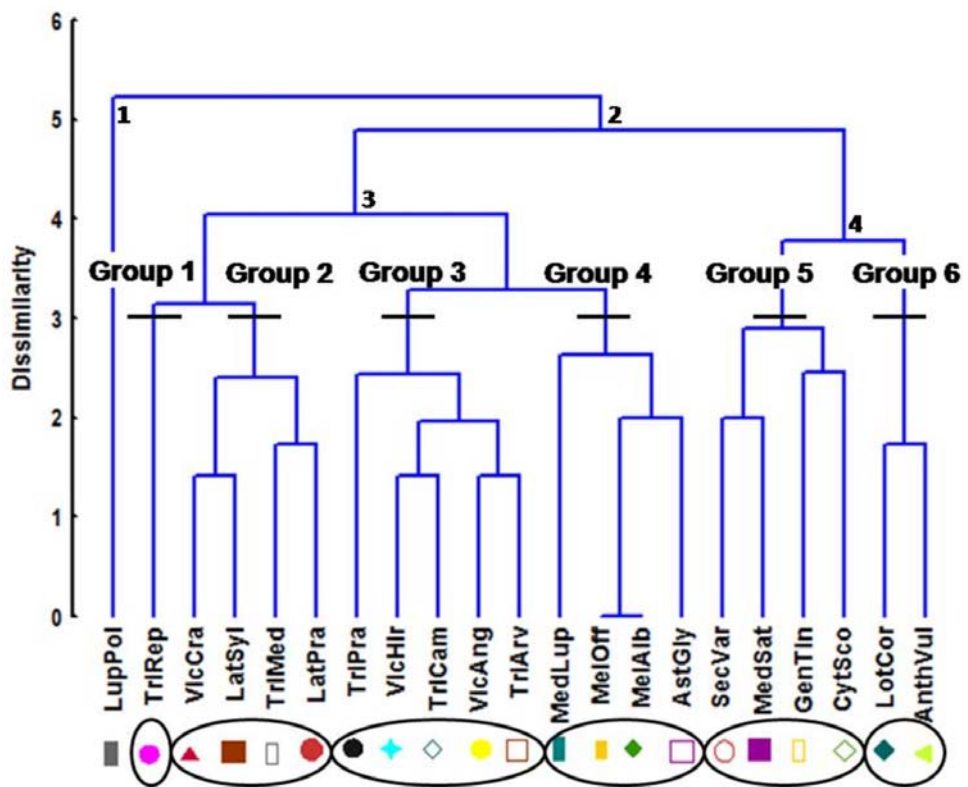 6
5
4
3
2
1
0
Dissimilarity
1
2
3
4
Group 1
Group 2
Group 3
Group 4
Group 5
Group 6
LupPol
TriRep
VicCra
LatSyl
TriMed
LatPra
TriPra
VicHir
TriCam
VicAng
TriArv
MedLup
MelOff
MelAlb
AstGly
SecVar
MedSat
GenTin
CytSco
LotCor
AnthVul